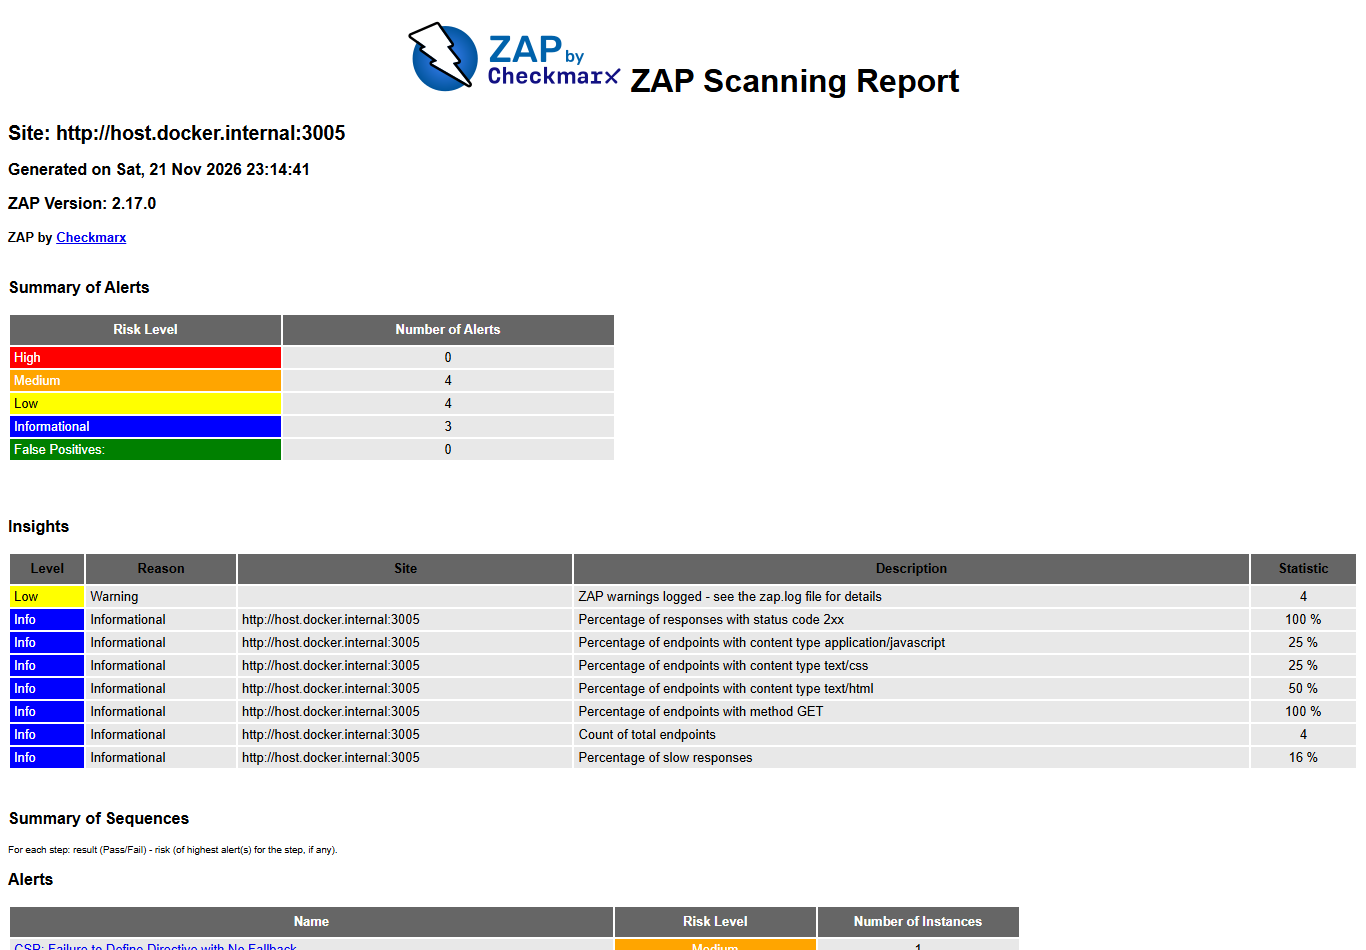 ZAP by
Checkmarx ZAP Scanning Report
Site: http://host.docker.internal:3005
Generated on Sat, 21 Nov 2026 23:14:41
ZAP Version: 2.17.0
ZAP by Checkmarx
Summary of Alerts
Risk Level Number of Alerts
High 0
Medium 4
Low 4
Informational 3
False Positives: 0
Insights
Level Reason Site Description Statistic
Low Warning ZAP warnings logged - see the zap.log file for details 4
Info Informational http://host.docker.internal:3005 Percentage of responses with status code 2xx 100 %
Info Informational http://host.docker.internal:3005 Percentage of endpoints with content type application/javascript 25 %
Info Informational http://host.docker.internal:3005 Percentage of endpoints with content type text/css 25 %
Info Informational http://host.docker.internal:3005 Percentage of endpoints with content type text/html 50 %
Info Informational http://host.docker.internal:3005 Percentage of endpoints with method GET 100 %
Info Informational http://host.docker.internal:3005 Count of total endpoints 4
Info Informational http://host.docker.internal:3005 Percentage of slow responses 16 %
Summary of Sequences
For each step: result (Pass/Fail) - risk (of highest alert(s) for the step, if any).
Alerts
Name Risk Level Number of Instances
CSP: Failure to Define Directive with No Fallback Medium 1